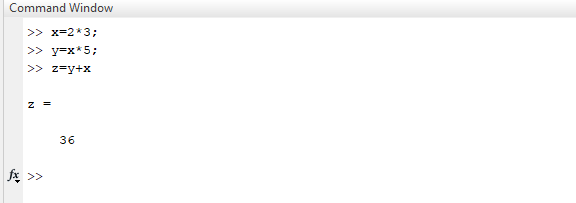 Command Window
>> x=2*3;
>> y=x*5;
>> z=y+x
z =
36
fx >>